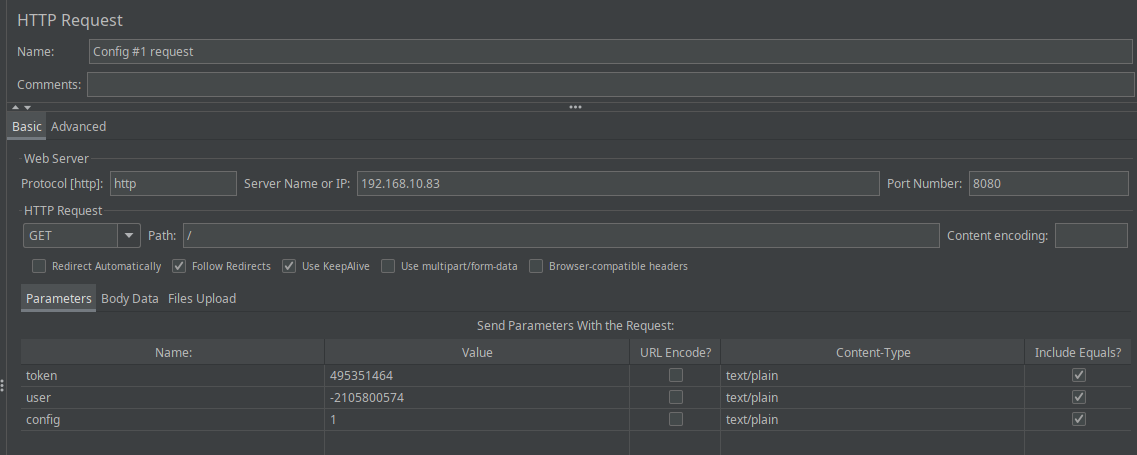 HTTP Request
Name: Config #1 request
Comments:
Basic Advanced
Web Server
Protocol [http]: http Server Name or IP: 192.168.10.83 Port Number: 8080
HTTP Request
GET Path: / Content encoding:
Redirect Automatically Follow Redirects Use KeepAlive Use multipart/form-data Browser-compatible headers
Parameters Body Data Files Upload
Send Parameters With the Request:
Name: Value URL Encode? Content-Type Include Equals?
token 495351464 text/plain
user -2105800574 text/plain
config 1 text/plain